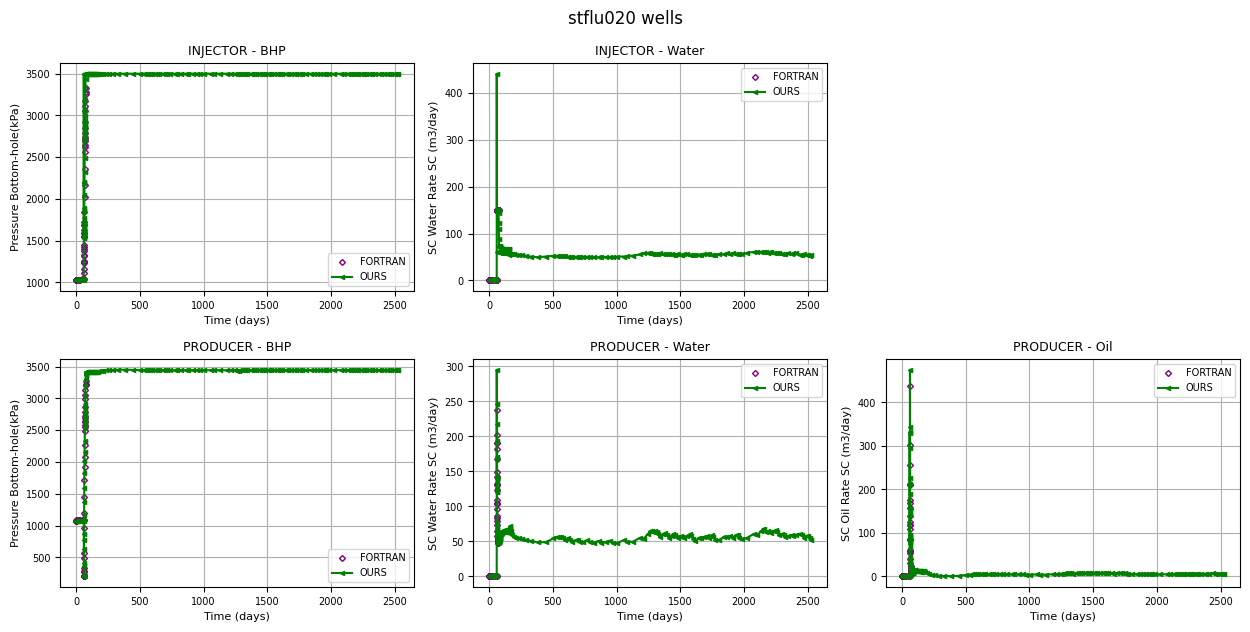 stflu020 wells
INJECTOR - BHP
Pressure Bottom-hole(kPa)
3500
3000
2500
2000
1500
1000
FORTRAN
OURS
0 500 1000 1500 2000 2500
Time (days)
INJECTOR - Water
SC Water Rate SC (m3/day)
400
300
200
100
0
FORTRAN
OURS
0 500 1000 1500 2000 2500
Time (days)
PRODUCER - BHP
Pressure Bottom-hole(kPa)
3500
3000
2500
2000
1500
1000
500
FORTRAN
OURS
0 500 1000 1500 2000 2500
Time (days)
PRODUCER - Water
SC Water Rate SC (m3/day)
300
250
200
150
100
50
0
FORTRAN
OURS
0 500 1000 1500 2000 2500
Time (days)
PRODUCER - Oil
SC Oil Rate SC (m3/day)
400
300
200
100
0
FORTRAN
OURS
0 500 1000 1500 2000 2500
Time (days)